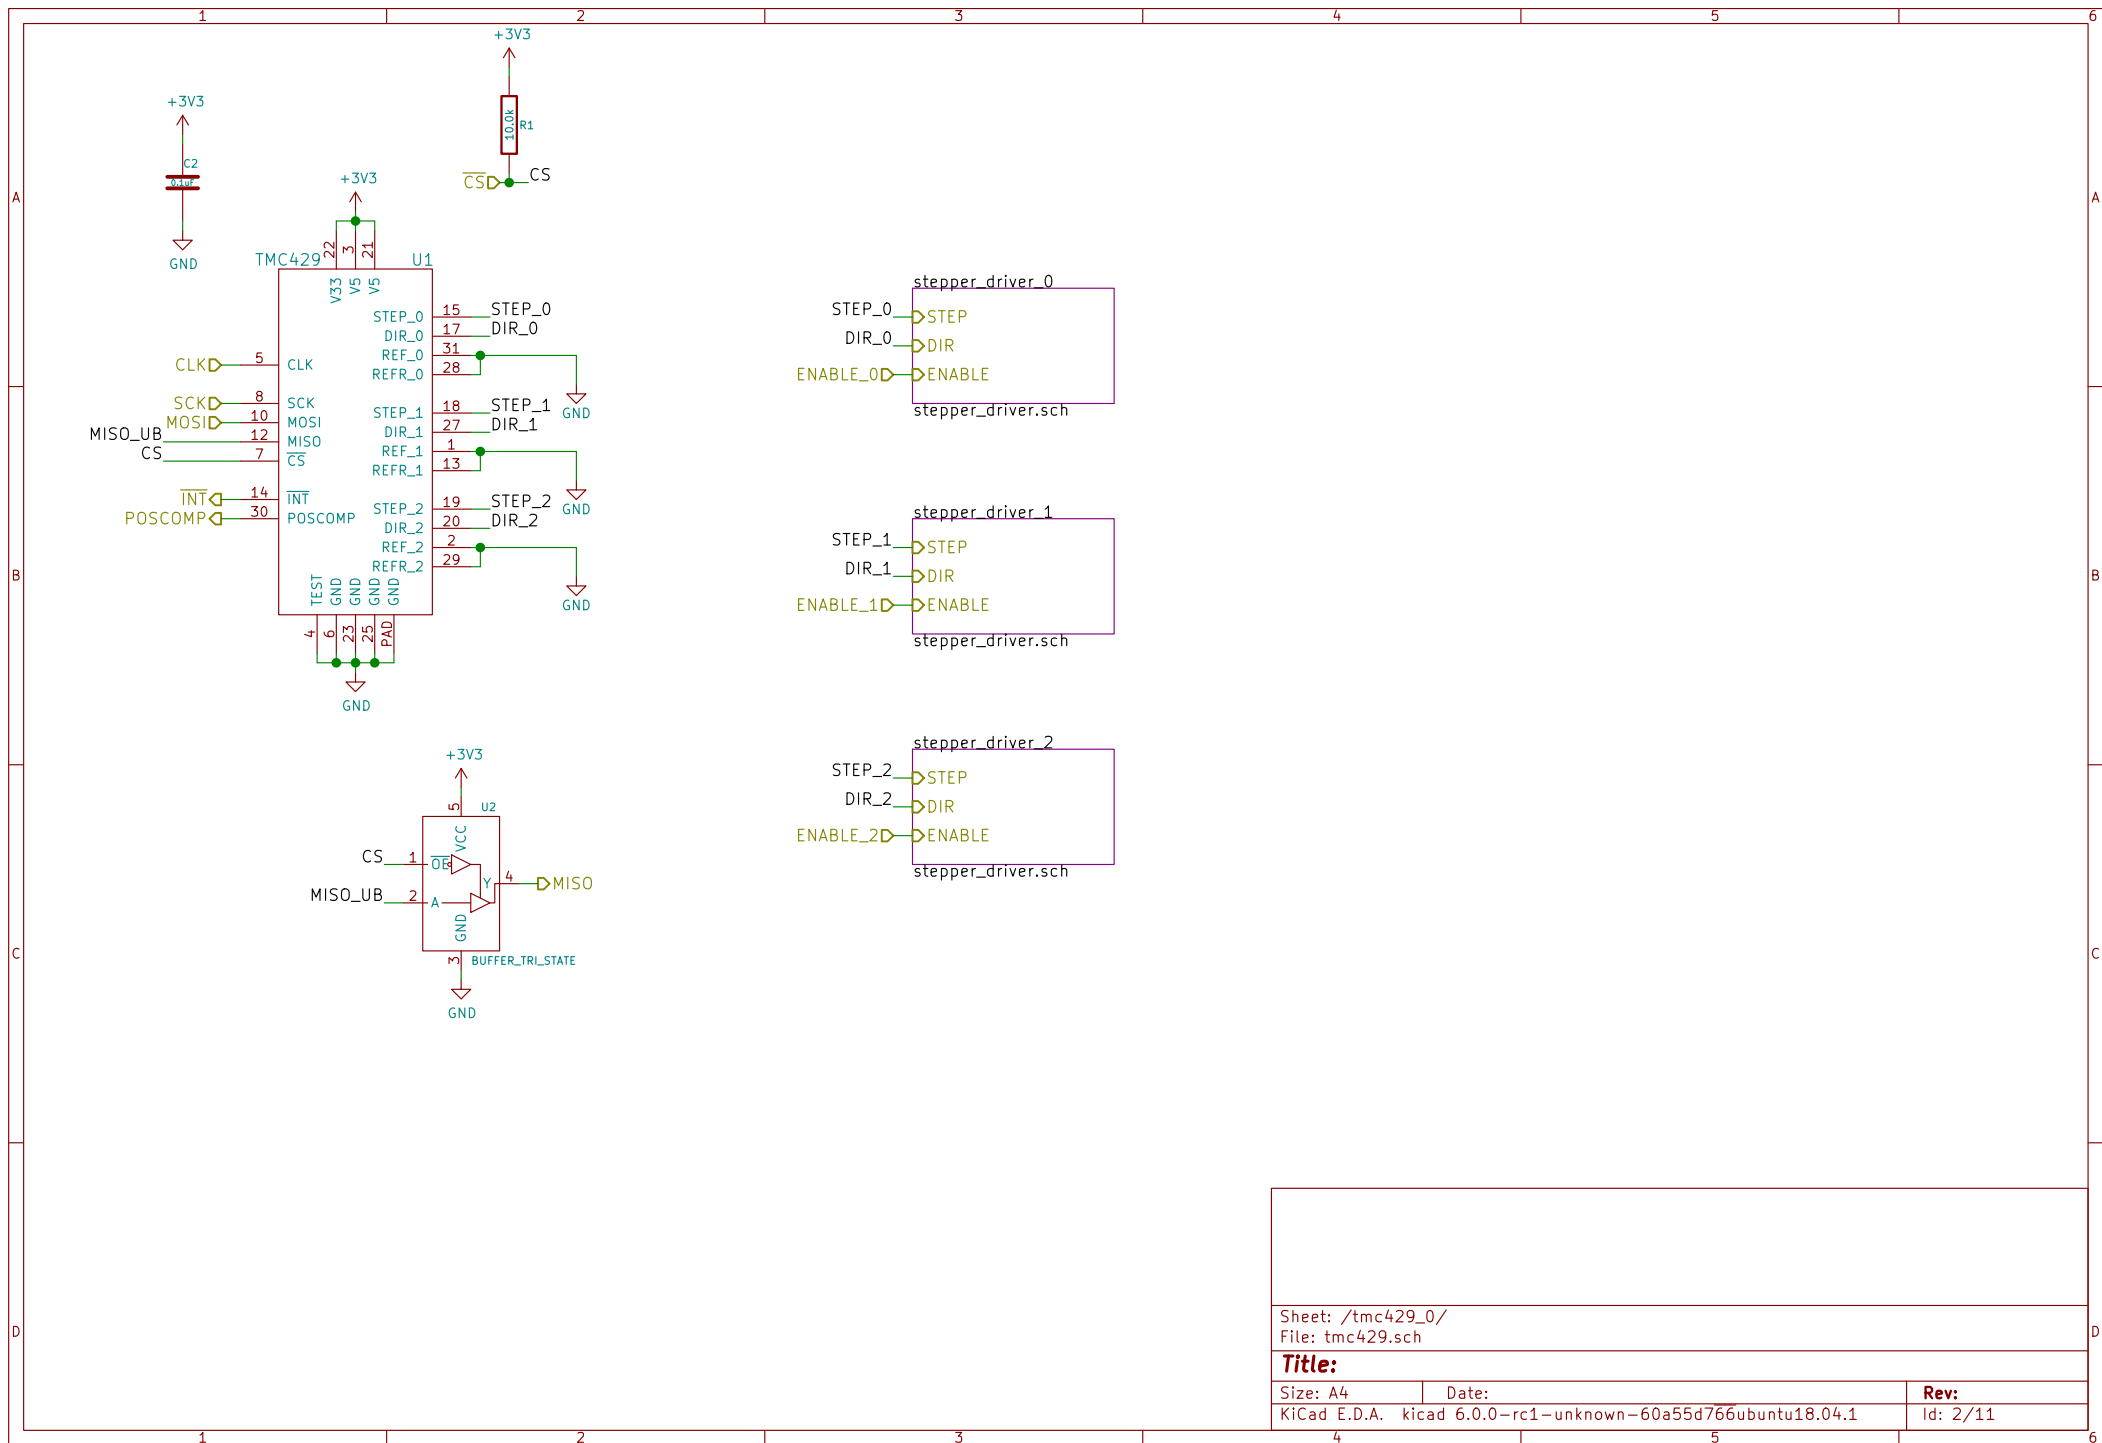 1 2 3 4 5 6
+3V3
10.0k
R1
CS
CS
+3V3
C2
0.1uF
GND
A
A
+3V3
22
3
21
TMC429
U1
V33
V5
V5
CLK
5
CLK
SCK
8
SCK
MOSI
10
MOSI
MISO_UB
12
MISO
CS
7
CS
INT
14
INT
POSCOMP
30
POSCOMP
STEP_0
15
STEP_0
DIR_0
17
DIR_0
REF_0
31
REFR_0
28
GND
STEP_1
18
STEP_1
DIR_1
27
DIR_1
REF_1
1
REFR_1
13
GND
STEP_2
19
STEP_2
DIR_2
20
DIR_2
REF_2
2
REFR_2
29
GND
TEST
GND
GND
GND
GND
4
6
23
25
PAD
GND
stepper_driver_0
STEP_0
STEP
DIR_0
DIR
ENABLE_0
ENABLE
stepper_driver.sch
B
B
stepper_driver_1
STEP_1
STEP
DIR_1
DIR
ENABLE_1
ENABLE
stepper_driver.sch
stepper_driver_2
STEP_2
STEP
DIR_2
DIR
ENABLE_2
ENABLE
stepper_driver.sch
+3V3
5
U2
VCC
CS
1
OE
MISO_UB
2
A
Y
4
MISO
GND
3
BUFFER_TRI_STATE
GND
C
C
D
D
Sheet: /tmc429_0/
File: tmc429.sch
Title:
Size: A4
Date:
Rev:
KiCad E.D.A. kicad 6.0.0-rc1-unknown-60a55d766ubuntu18.04.1
Id: 2/11
1 2 3 4 5 6